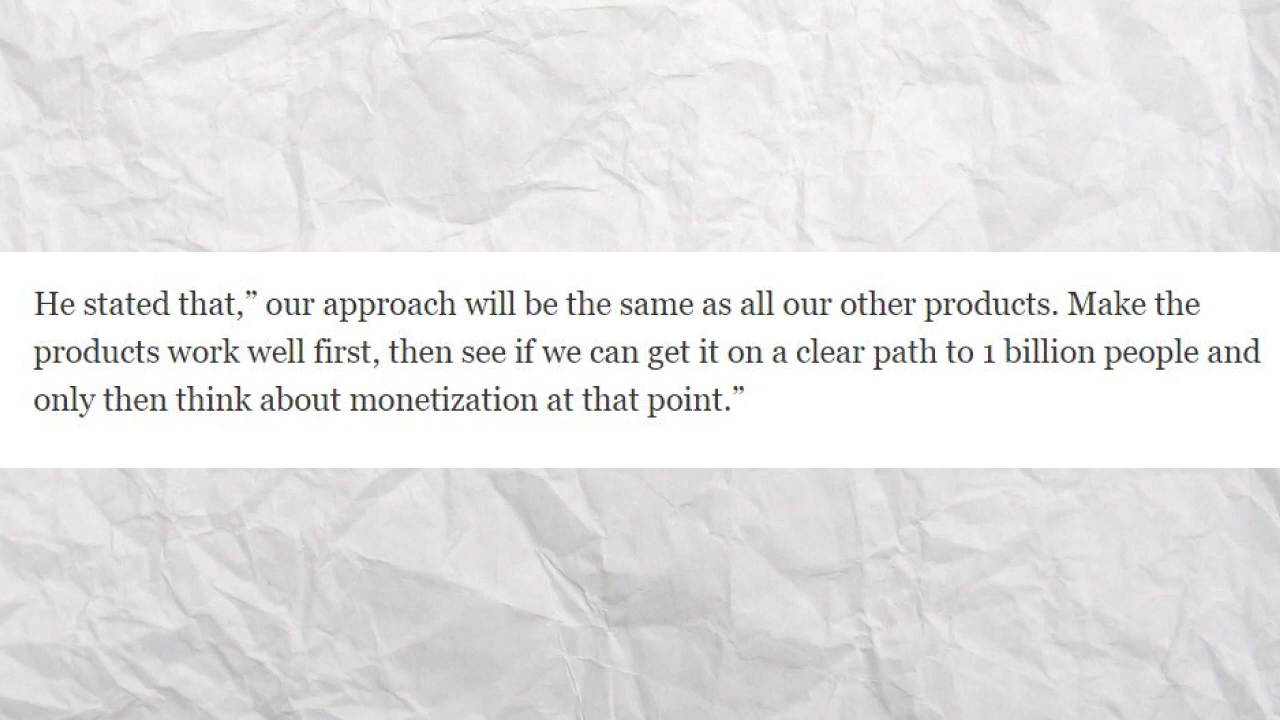 He stated that,” our approach will be the same as all our other products. Make the
products work well first, then see if we can get it on a clear path to 1 billion people and
only then think about monetization at that point.”